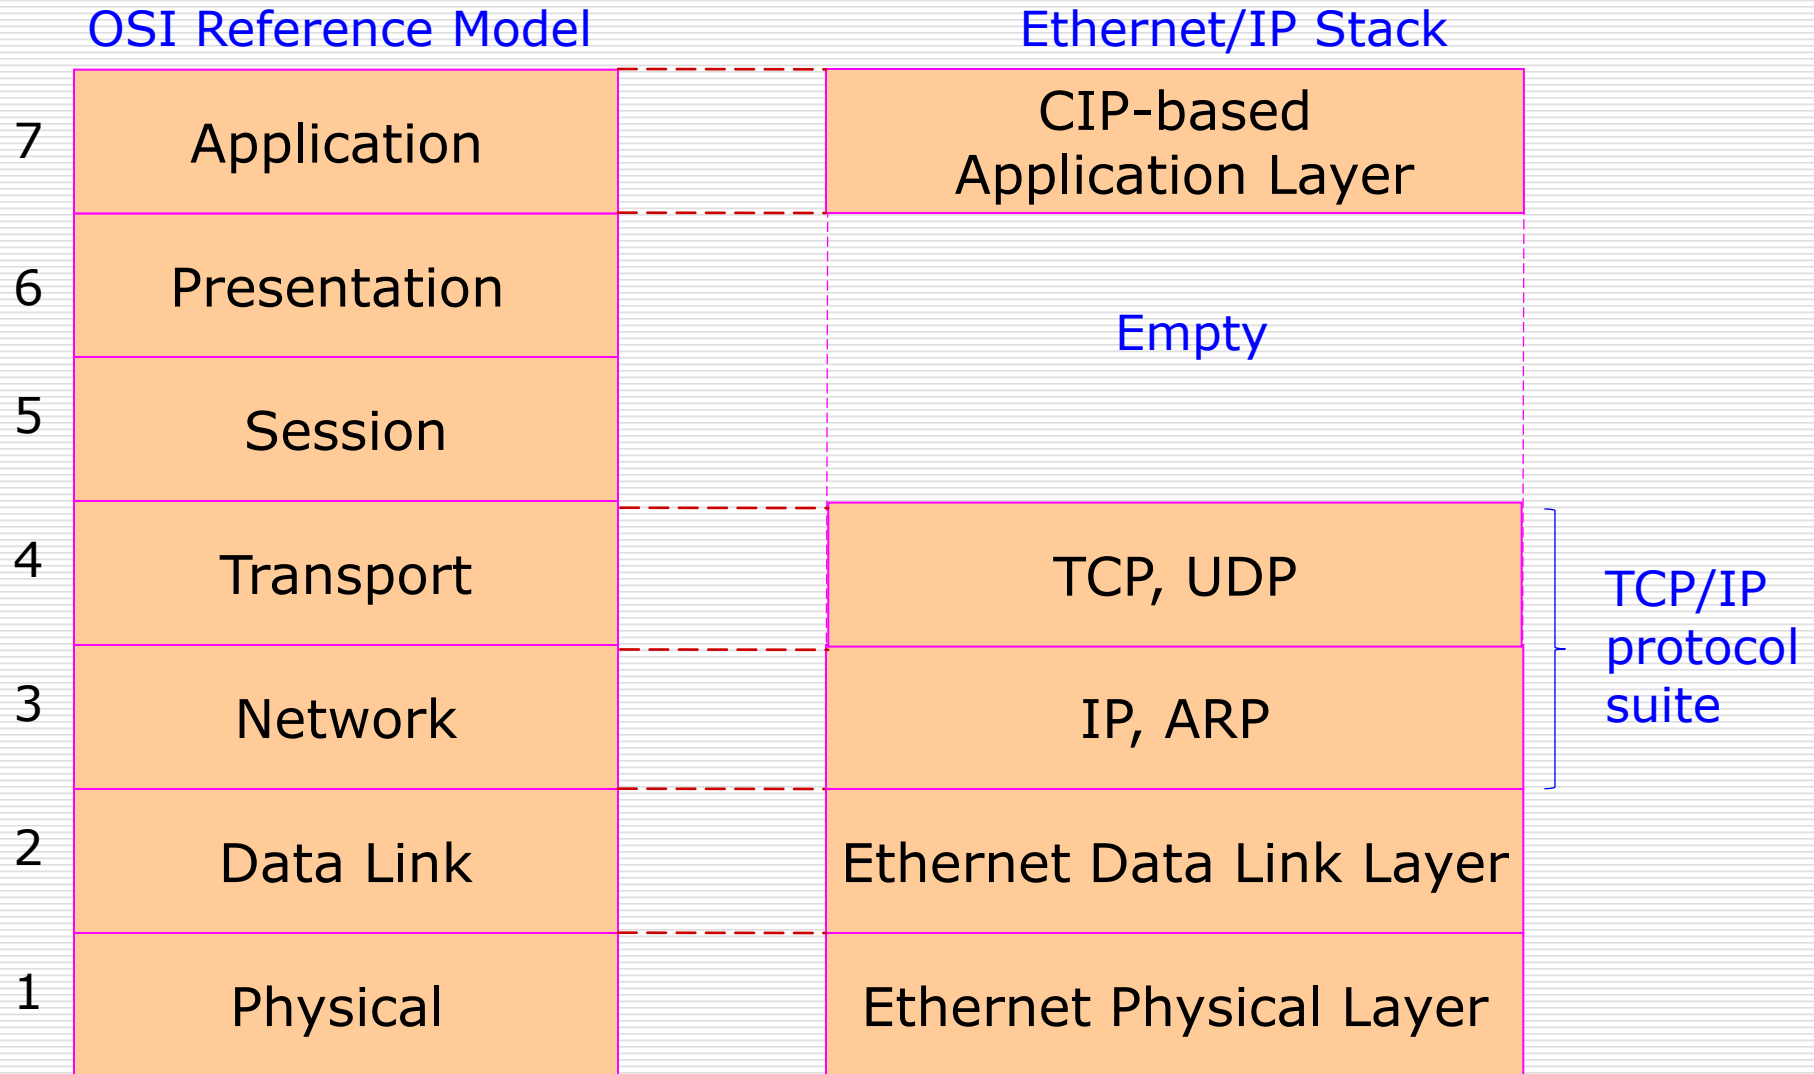 OSI Reference Model
Ethernet/IP Stack
7
Application
CIP-based
Application Layer
6
Presentation
Empty
5
Session
4
Transport
TCP, UDP
TCP/IP
protocol
suite
3
Network
IP, ARP
2
Data Link
Ethernet Data Link Layer
1
Physical
Ethernet Physical Layer